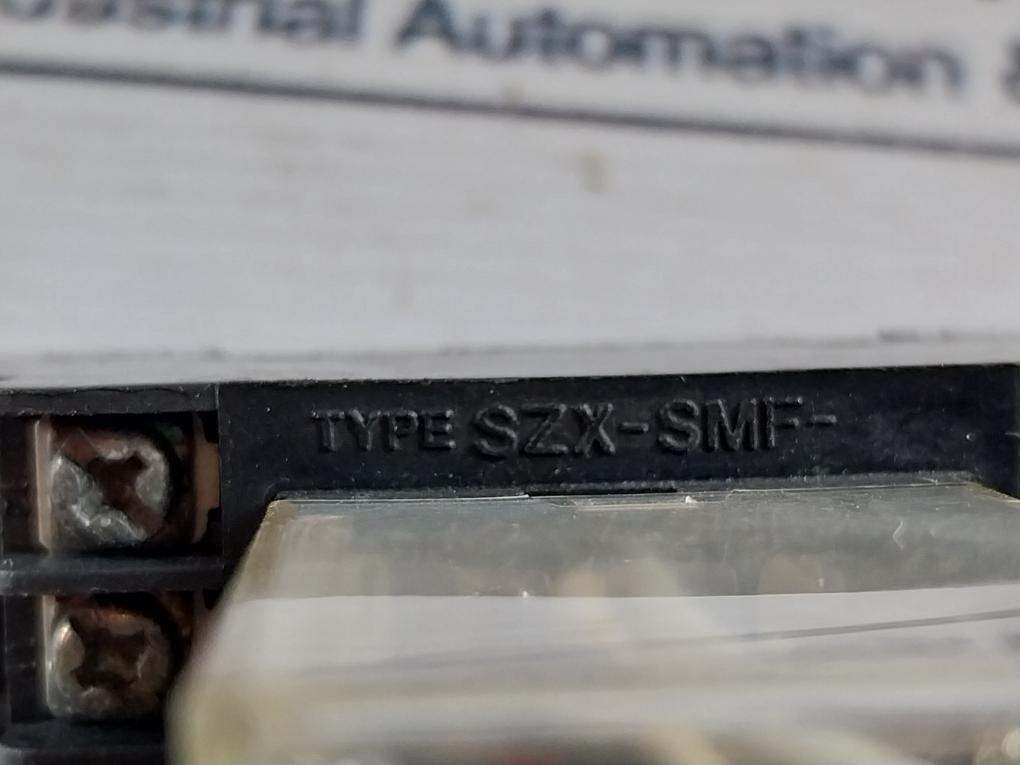 Automation &
TYPE SZX-SMF-